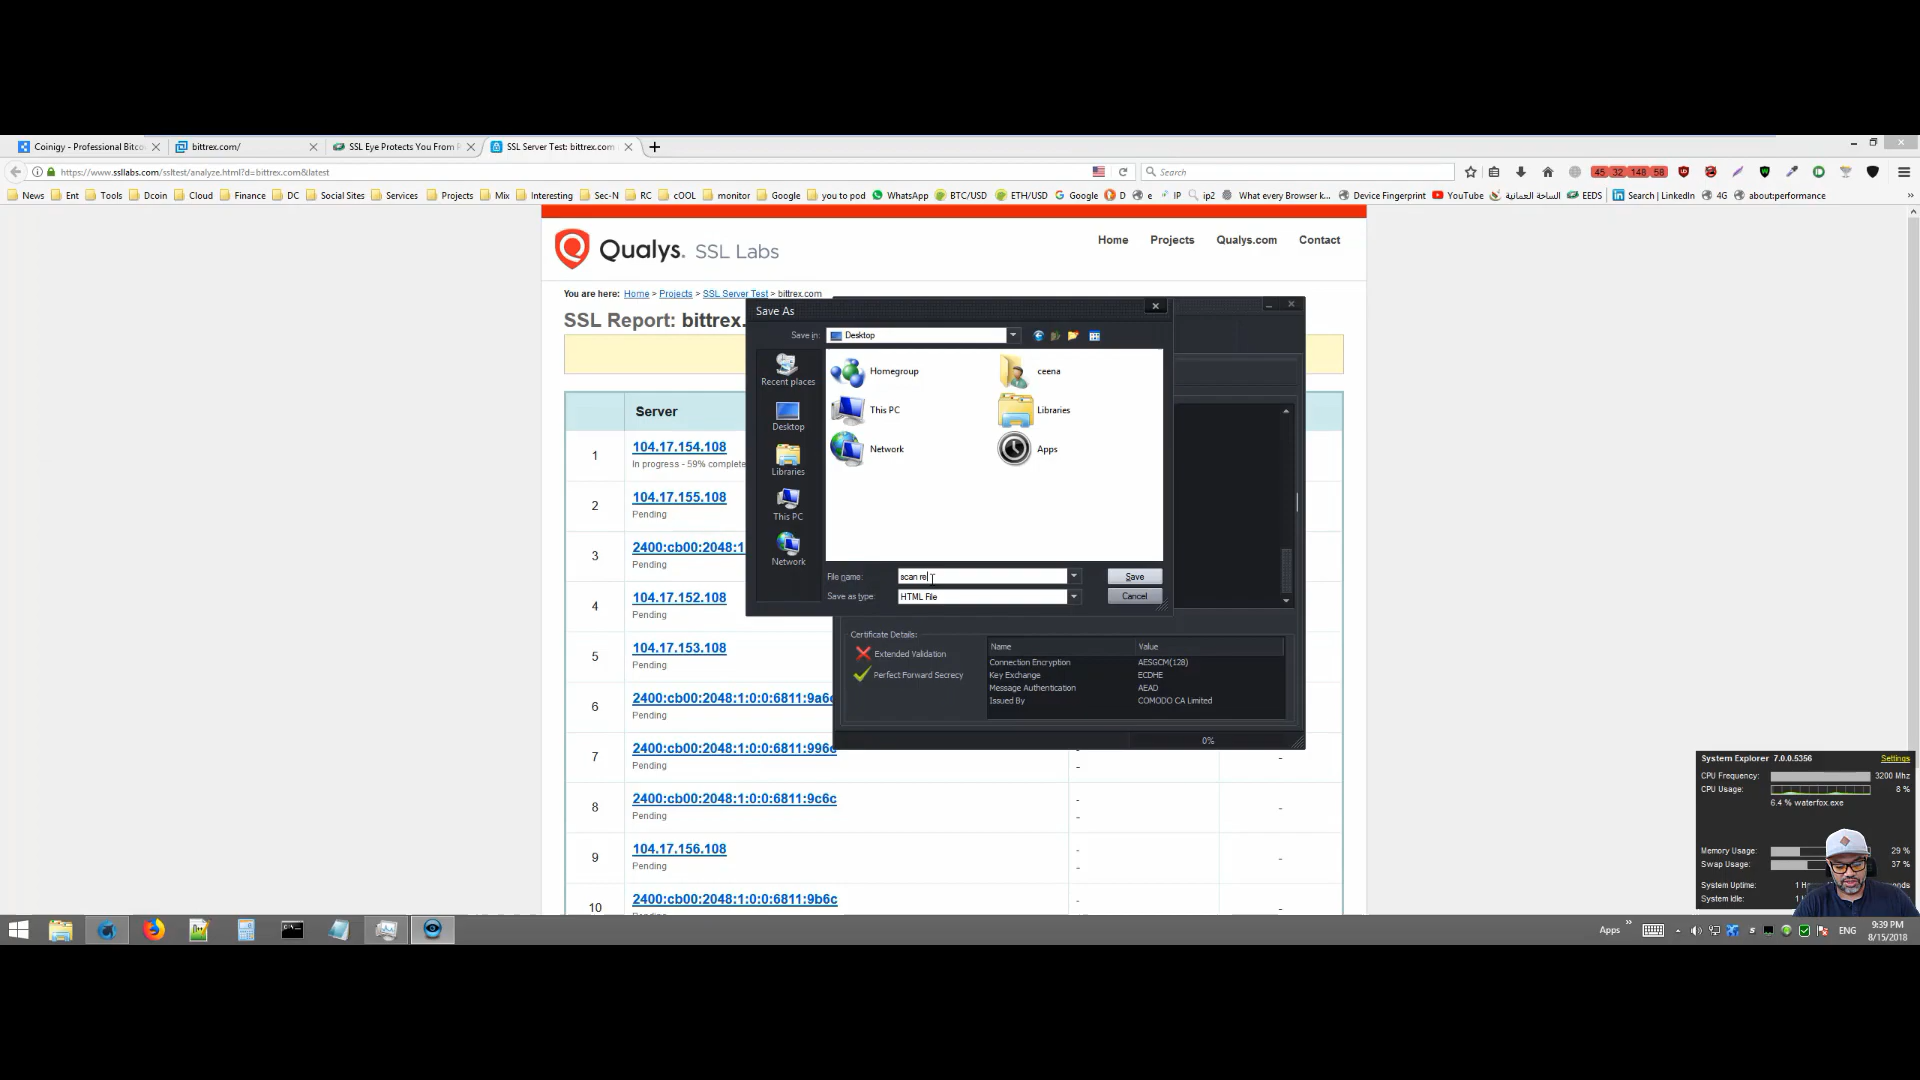 Coinigy - Professional Bitco
bittrex.com/
SSL Eye Protects You From
SSL Server Test: bittrex.com
https://www.ssllabs.com/ssltest/analyze.html?d=bittrex.com&latest
Search
45 32 148 58
News Ent Tools Dcoin Cloud Finance DC Social Sites Services Projects Mix Interesting Sec-N RC cOOL monitor Google you to pod WhatsApp BTC/USD ETH/USD Google D e IP ip2 What every Browser k... Device Fingerprint YouTube الساحة العمانية EEDS Search | LinkedIn 4G about:performance
Qualys. SSL Labs
Home Projects Qualys.com Contact
You are here: Home > Projects > SSL Server Test > bittrex.com
SSL Report: bittrex.
Server
1
104.17.154.108
In progress - 59% complete
2
104.17.155.108
Pending
3
2400:cb00:2048:1
Pending
4
104.17.152.108
Pending
5
104.17.153.108
Pending
6
2400:cb00:2048:1:0:0:6811:9a6c
Pending
7
2400:cb00:2048:1:0:0:6811:996c
Pending
-
-
8
2400:cb00:2048:1:0:0:6811:9c6c
Pending
-
-
-
9
104.17.156.108
Pending
-
-
-
10
2400:cb00:2048:1:0:0:6811:9b6c
-
-
Save As
Save in: Desktop
Recent places
Desktop
Libraries
This PC
Network
Homegroup
ceena
This PC
Libraries
Network
Apps
File name: scan re
Save
Save as type: HTML File
Cancel
Certificate Details:
Extended Validation
Perfect Forward Secrecy
Name Value
Connection Encryption AESGCM(128)
Key Exchange ECDHE
Message Authentication AEAD
Issued By COMODO CA Limited
0%
System Explorer 7.0.0.5356 Settings
CPU Frequency: 3200 Mhz
CPU Usage: 8 %
6.4 % waterfox.exe
Memory Usage: 29 %
Swap Usage: 37 %
System Uptime:
System Idle:
Apps
ENG
9:39 PM
8/15/2018